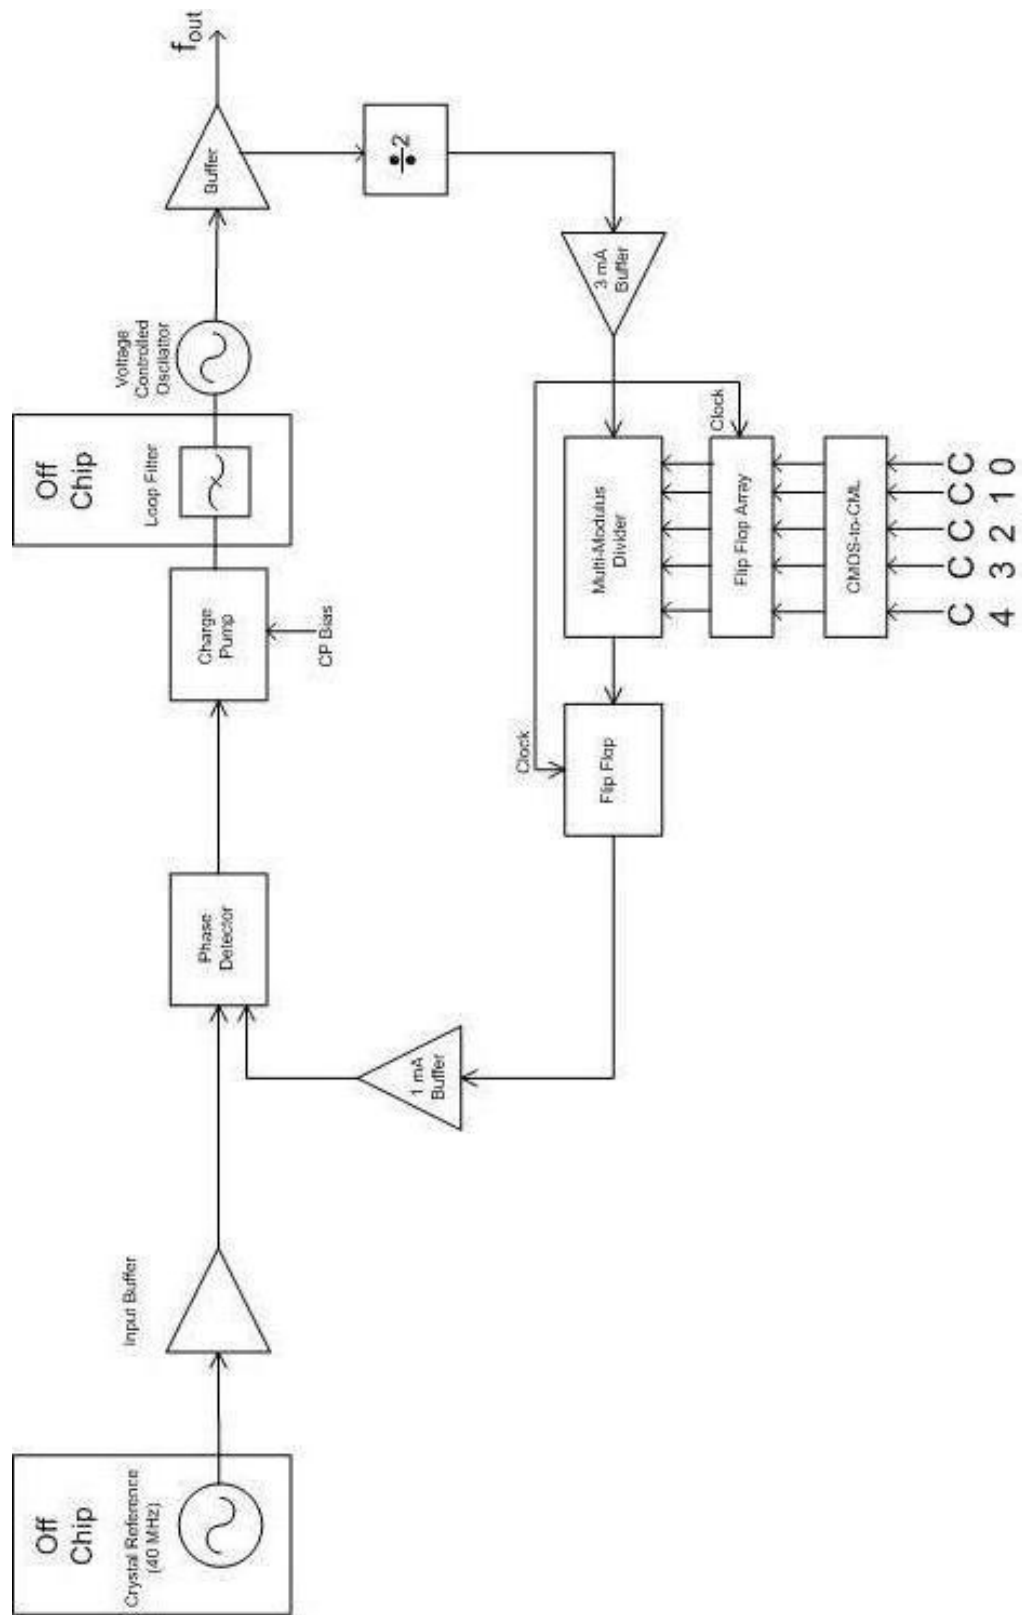 Off
Chip
Crystal Reference
(40 MHz)
Input Buffer
Phase
Detector
Charge
Pump
CP Bias
Off
Chip
Loop Filter
Voltage
Controlled
Oscilattor
Buffer
fout
÷2
3 mA
Buffer
1 mA
Buffer
Clock
Flip Flop
Multi-Modulus
Divider
Clock
Flip Flop Array
CMOS-to-CML
C C C C C
4 3 2 1 0